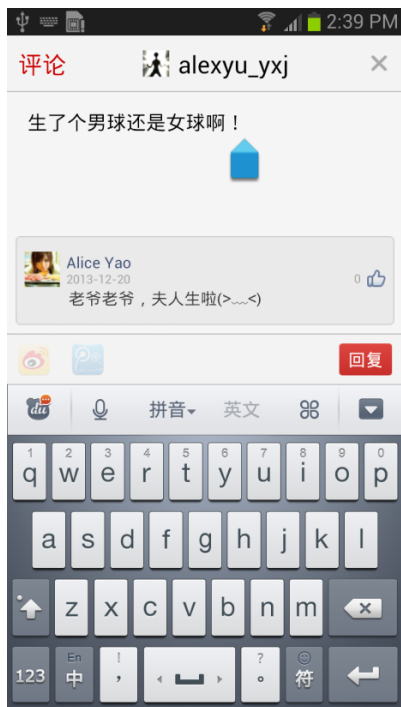 2:39 PM
评论
alexyu_yxj
×
生了个男球还是女球啊！
Alice Yao
2013-12-20
0
老爷老爷，夫人生啦(>﹏<)
回复
du
拼音
英文
1 2 3 4 5 6 7 8 9 0
q w e r t y u i o p
a s d f g h j k l
z x c v b n m
123
En
中
!
,
?
。
符